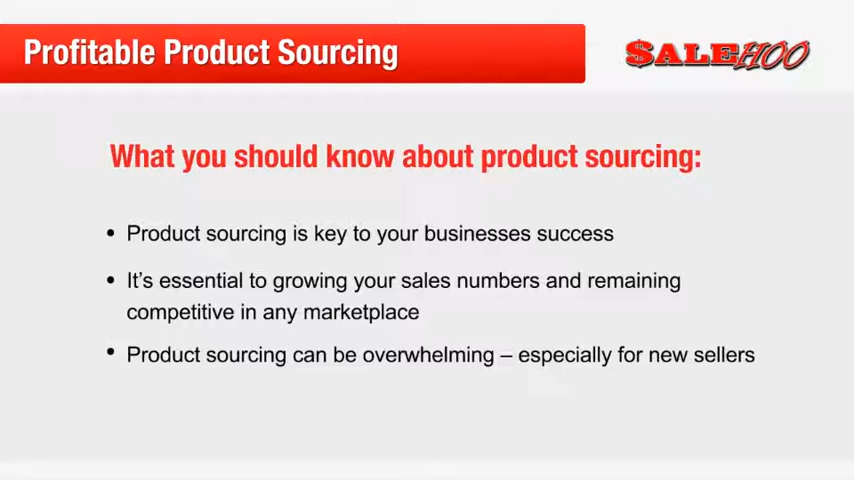 Profitable Product Sourcing
$ALEHOO
What you should know about product sourcing:
• Product sourcing is key to your businesses success
• It's essential to growing your sales numbers and remaining
competitive in any marketplace
• Product sourcing can be overwhelming – especially for new sellers